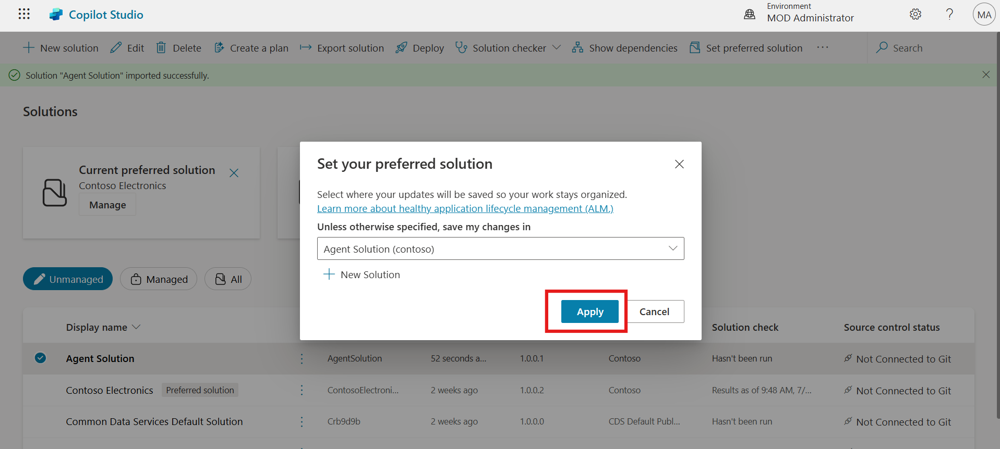 Copilot Studio
Environment
MOD Administrator
MA
New solution
Edit
Delete
Create a plan
Export solution
Deploy
Solution checker
Show dependencies
Set preferred solution
Search
Solution "Agent Solution" imported successfully.
Solutions
Current preferred solution
Contoso Electronics
Manage
Set your preferred solution
Select where your updates will be saved so your work stays organized.
Learn more about healthy application lifecycle management (ALM.)
Unless otherwise specified, save my changes in
Agent Solution (contoso)
New Solution
Apply
Cancel
Unmanaged
Managed
All
Display name
Solution check
Source control status
Agent Solution
AgentSolution
52 seconds a...
1.0.0.1
Contoso
Hasn't been run
Not Connected to Git
Contoso Electronics
Preferred solution
ContosoElectroni...
2 weeks ago
1.0.0.2
Contoso
Results as of 9:48 AM, 7/...
Not Connected to Git
Common Data Services Default Solution
Crb9d9b
2 weeks ago
1.0.0.0
CDS Default Publ...
Hasn't been run
Not Connected to Git